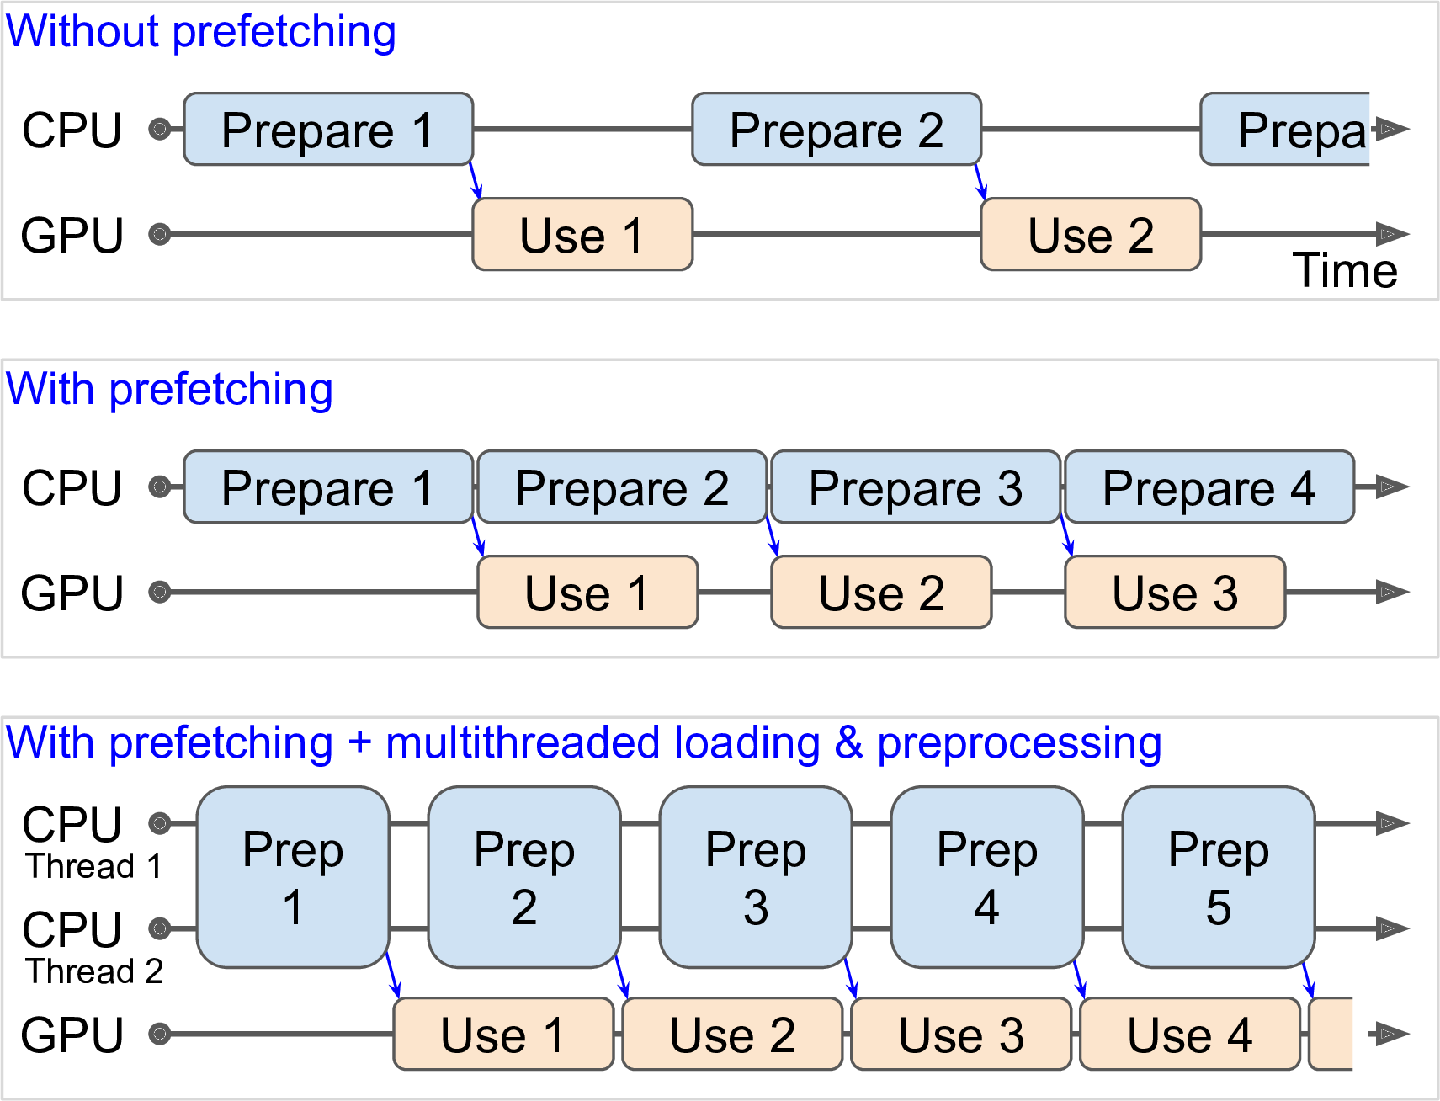 Without prefetching
CPU Prepare 1 Prepare 2 Prepa
GPU Use 1 Use 2
Time
With prefetching
CPU Prepare 1 Prepare 2 Prepare 3 Prepare 4
GPU Use 1 Use 2 Use 3
With prefetching + multithreaded loading & preprocessing
CPU
Thread 1
Prep Prep Prep Prep Prep
1 2 3 4 5
CPU
Thread 2
GPU Use 1 Use 2 Use 3 Use 4